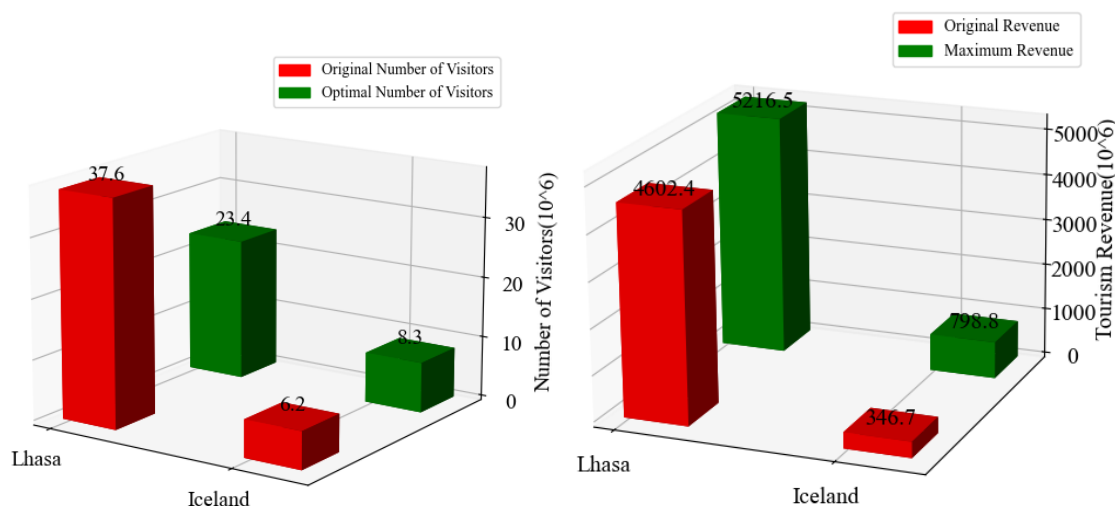 Original Number of Visitors
Optimal Number of Visitors
37.6
23.4
8.3
6.2
30
20
10
0
Number of Visitors(10^6)
Lhasa
Iceland
Original Revenue
Maximum Revenue
5216.5
4602.4
798.8
346.7
5000
4000
3000
2000
1000
0
Tourism Revenue(10^6)
Lhasa
Iceland